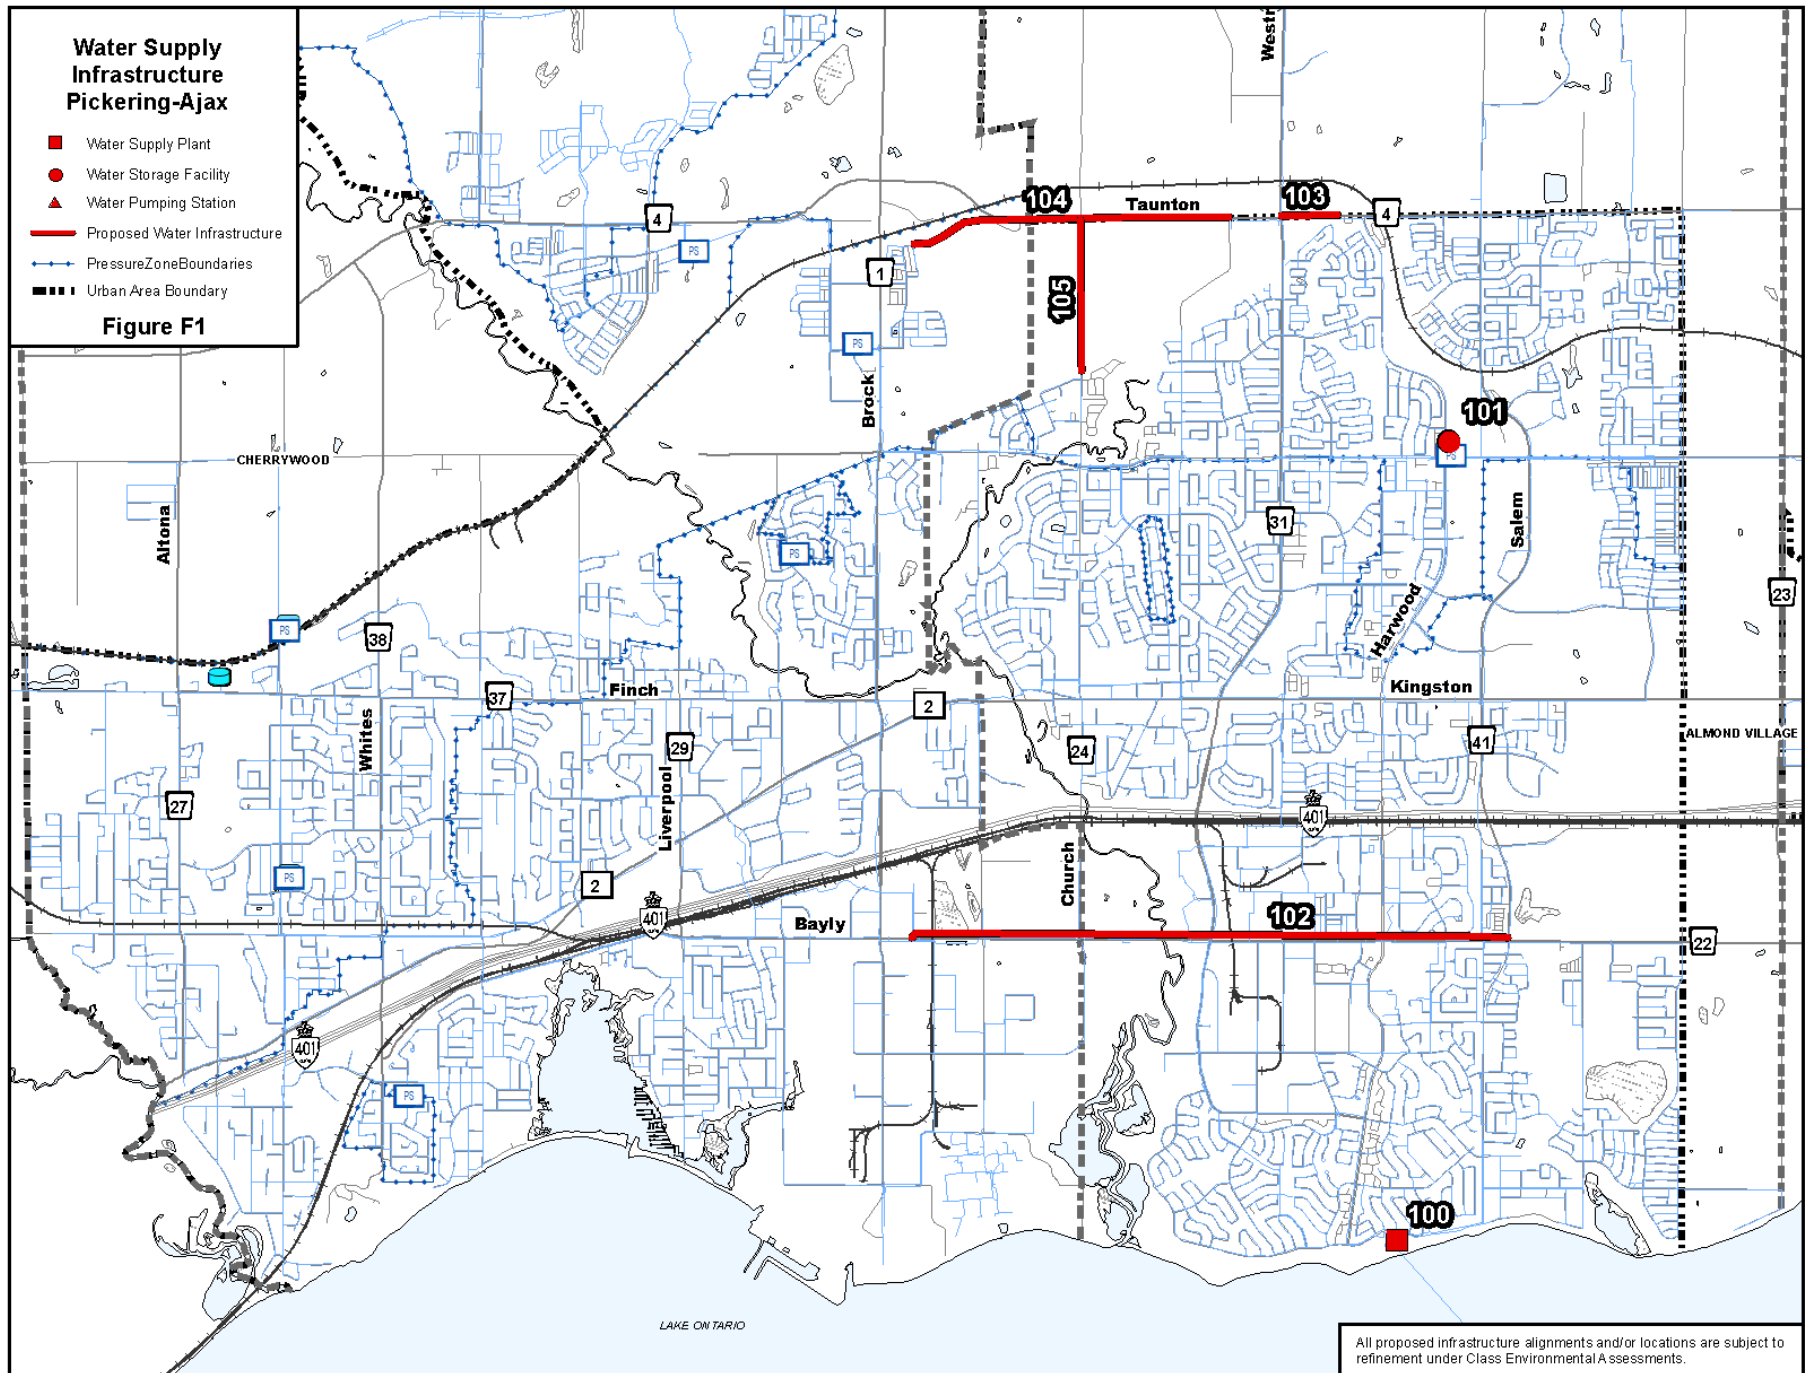 Water Supply
Infrastructure
Pickering-Ajax
Water Supply Plant
Water Storage Facility
Water Pumping Station
Proposed Water Infrastructure
PressureZoneBoundaries
Urban Area Boundary
Figure F1
Westr
104
Taunton
103
4
4
PS
1
105
PS
Brock
101
PS
CHERRYWOOD
Altona
31
Salem
PS
Harwood
23
PS
38
Finch
37
Kingston
2
Whites
29
24
41
ALMOND VILLAGE
27
Liverpool
401
PS
2
Church
401
Bayly
102
22
401
PS
100
LAKE ONTARIO
All proposed infrastructure alignments and/or locations are subject to
refinement under Class Environmental Assessments.